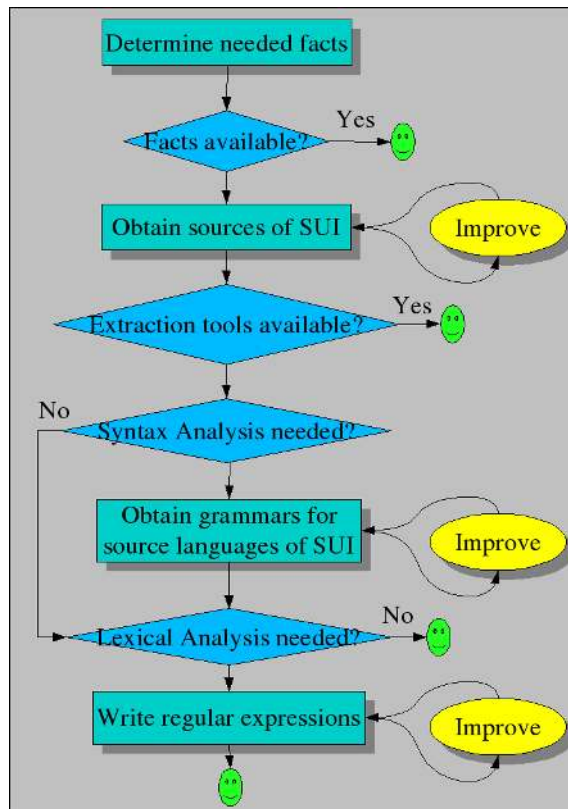 Determine needed facts
Yes
Facts available?
Obtain sources of SUI
Improve
Yes
Extraction tools available?
No
Syntax Analysis needed?
Obtain grammars for
source languages of SUI
Improve
No
Lexical Analysis needed?
Write regular expressions
Improve